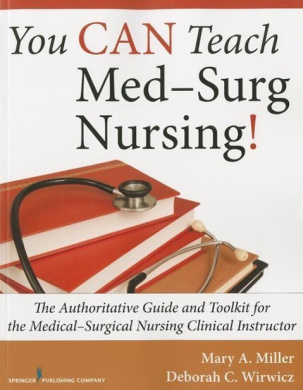 You CAN Teach
Med–Surg
Nursing!
The Authoritative Guide and Toolkit for
the Medical–Surgical Nursing Clinical Instructor
Mary A. Miller
Deborah C. Wirwicz
SPRINGER PUBLISHING COMPANY